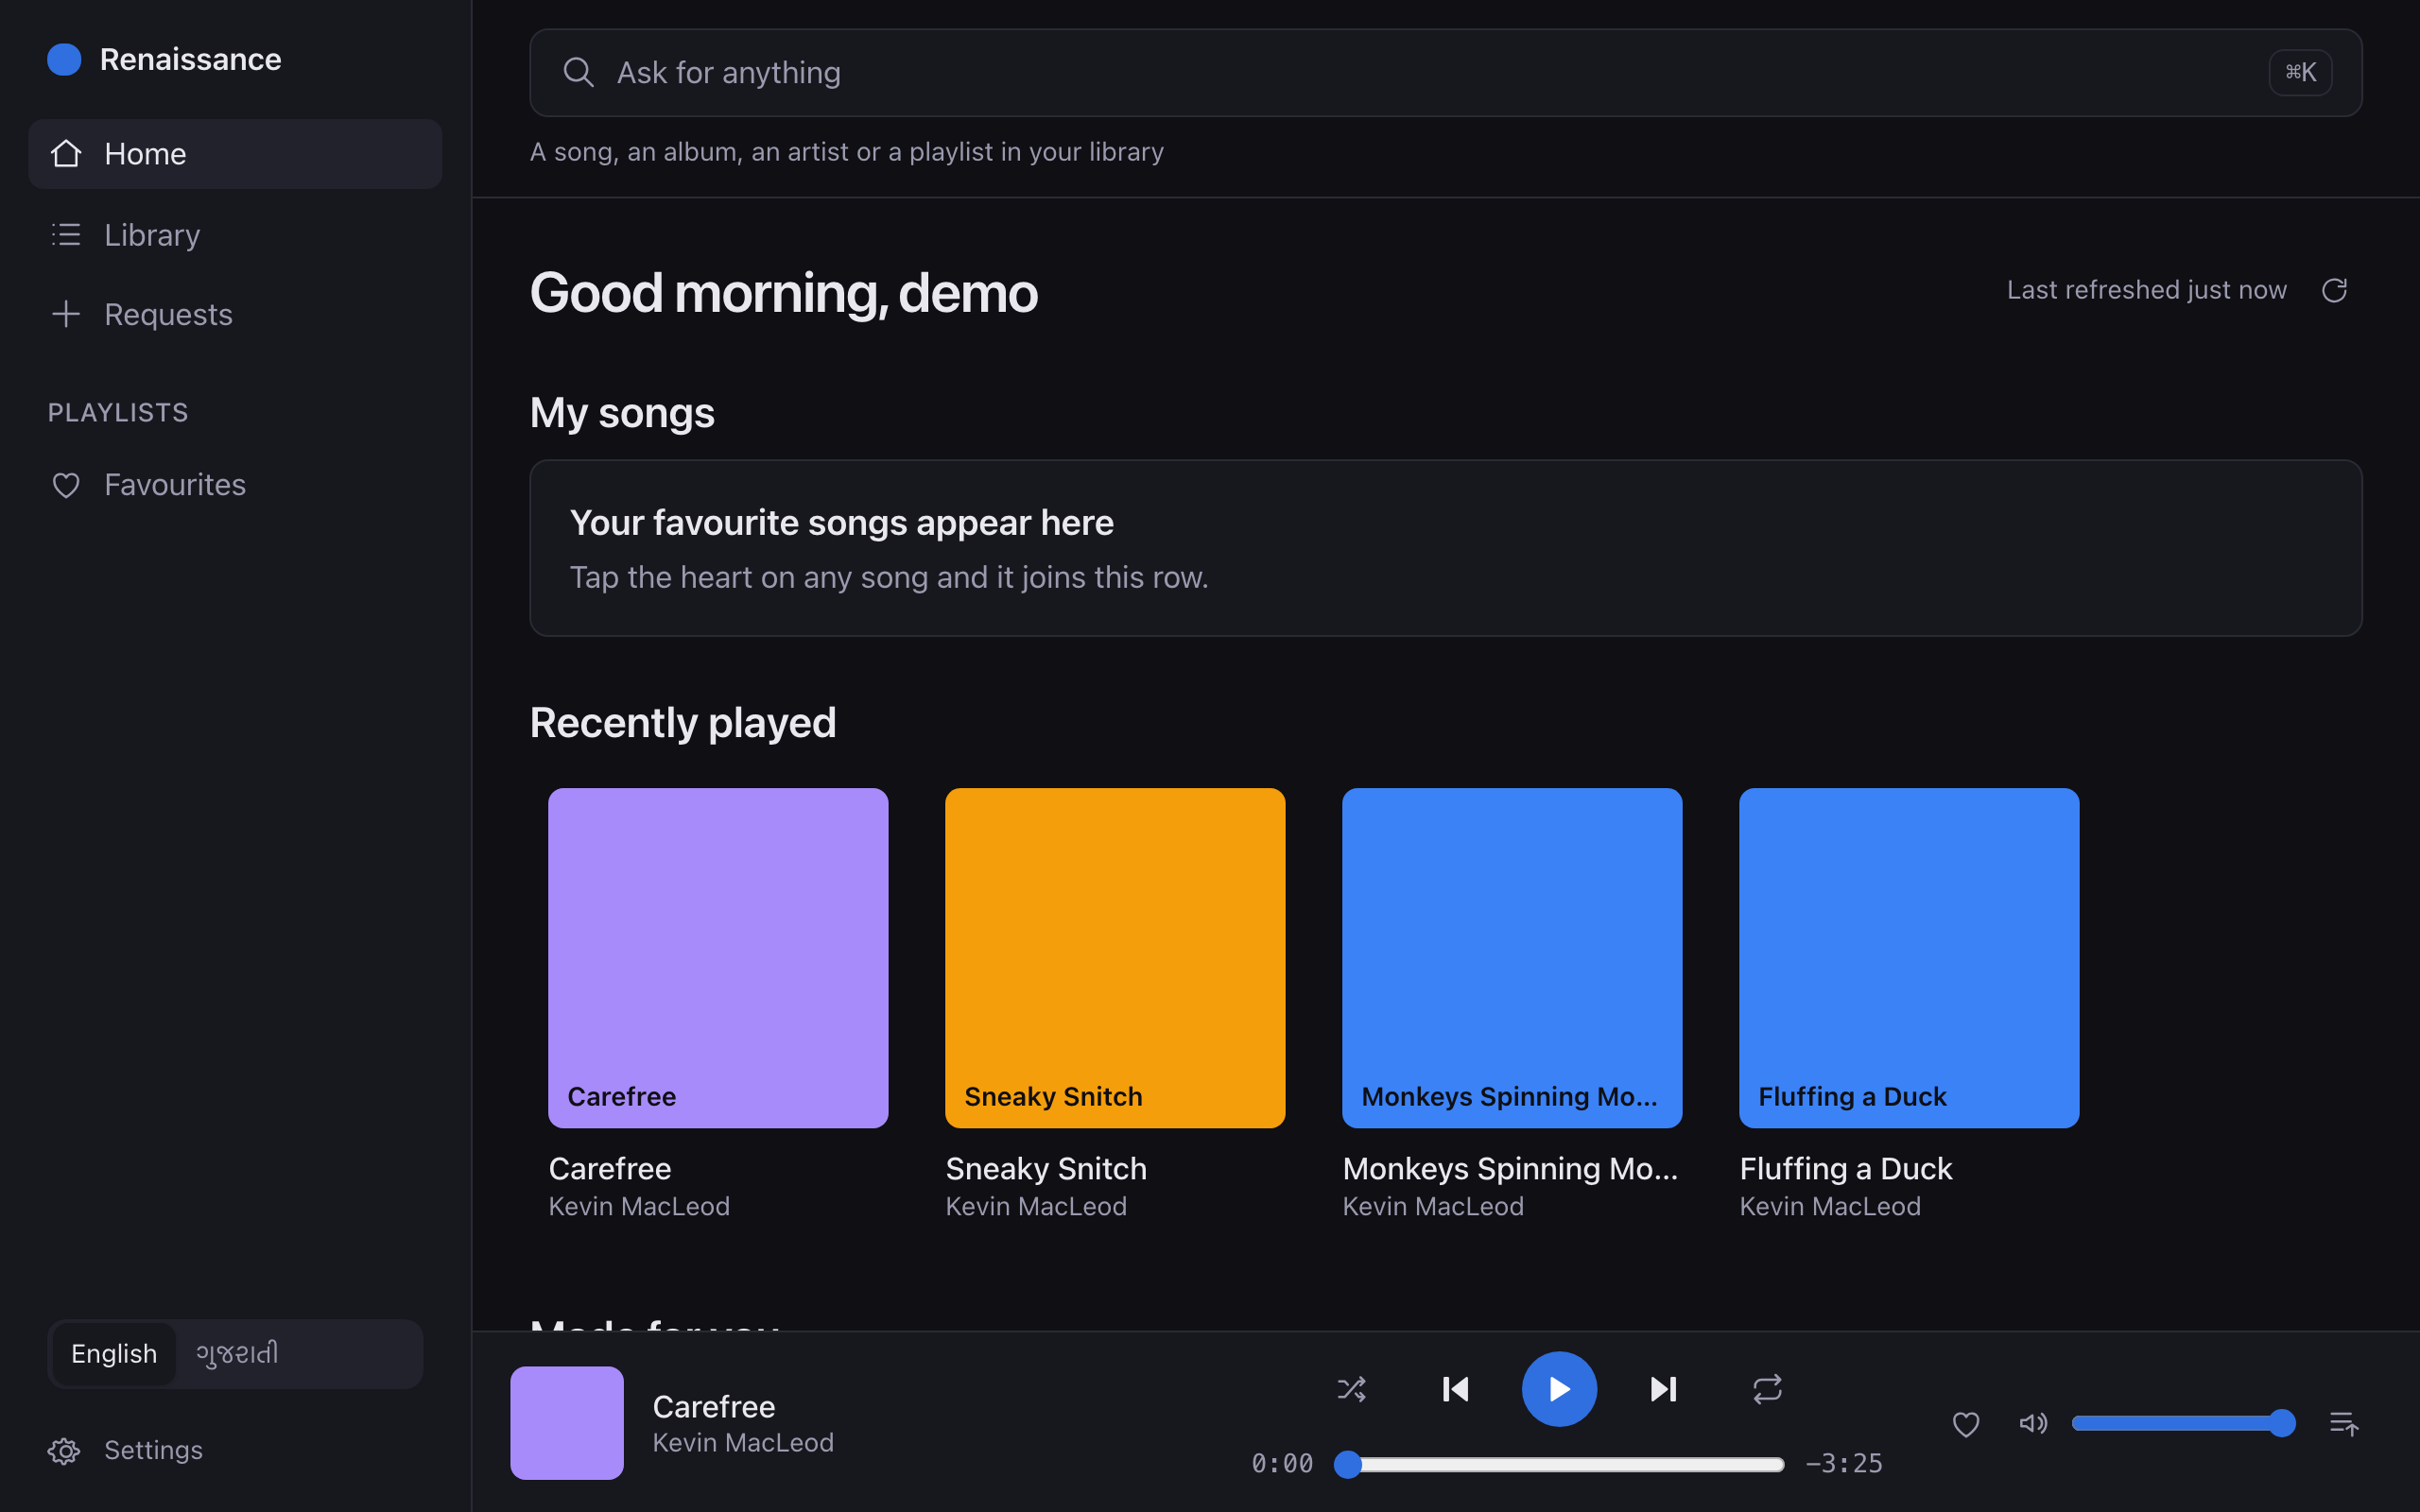 Renaissance
Home
Library
Requests
PLAYLISTS
Favourites
English
ગુજરાતી
Settings
Ask for anything
⌘K
A song, an album, an artist or a playlist in your library
Good morning, demo
Last refreshed just now
My songs
Your favourite songs appear here
Tap the heart on any song and it joins this row.
Recently played
Carefree
Sneaky Snitch
Monkeys Spinning Mo...
Fluffing a Duck
Carefree
Sneaky Snitch
Monkeys Spinning Mo...
Fluffing a Duck
Kevin MacLeod
Kevin MacLeod
Kevin MacLeod
Kevin MacLeod
Made for you
Carefree
Kevin MacLeod
0:00
−3:25